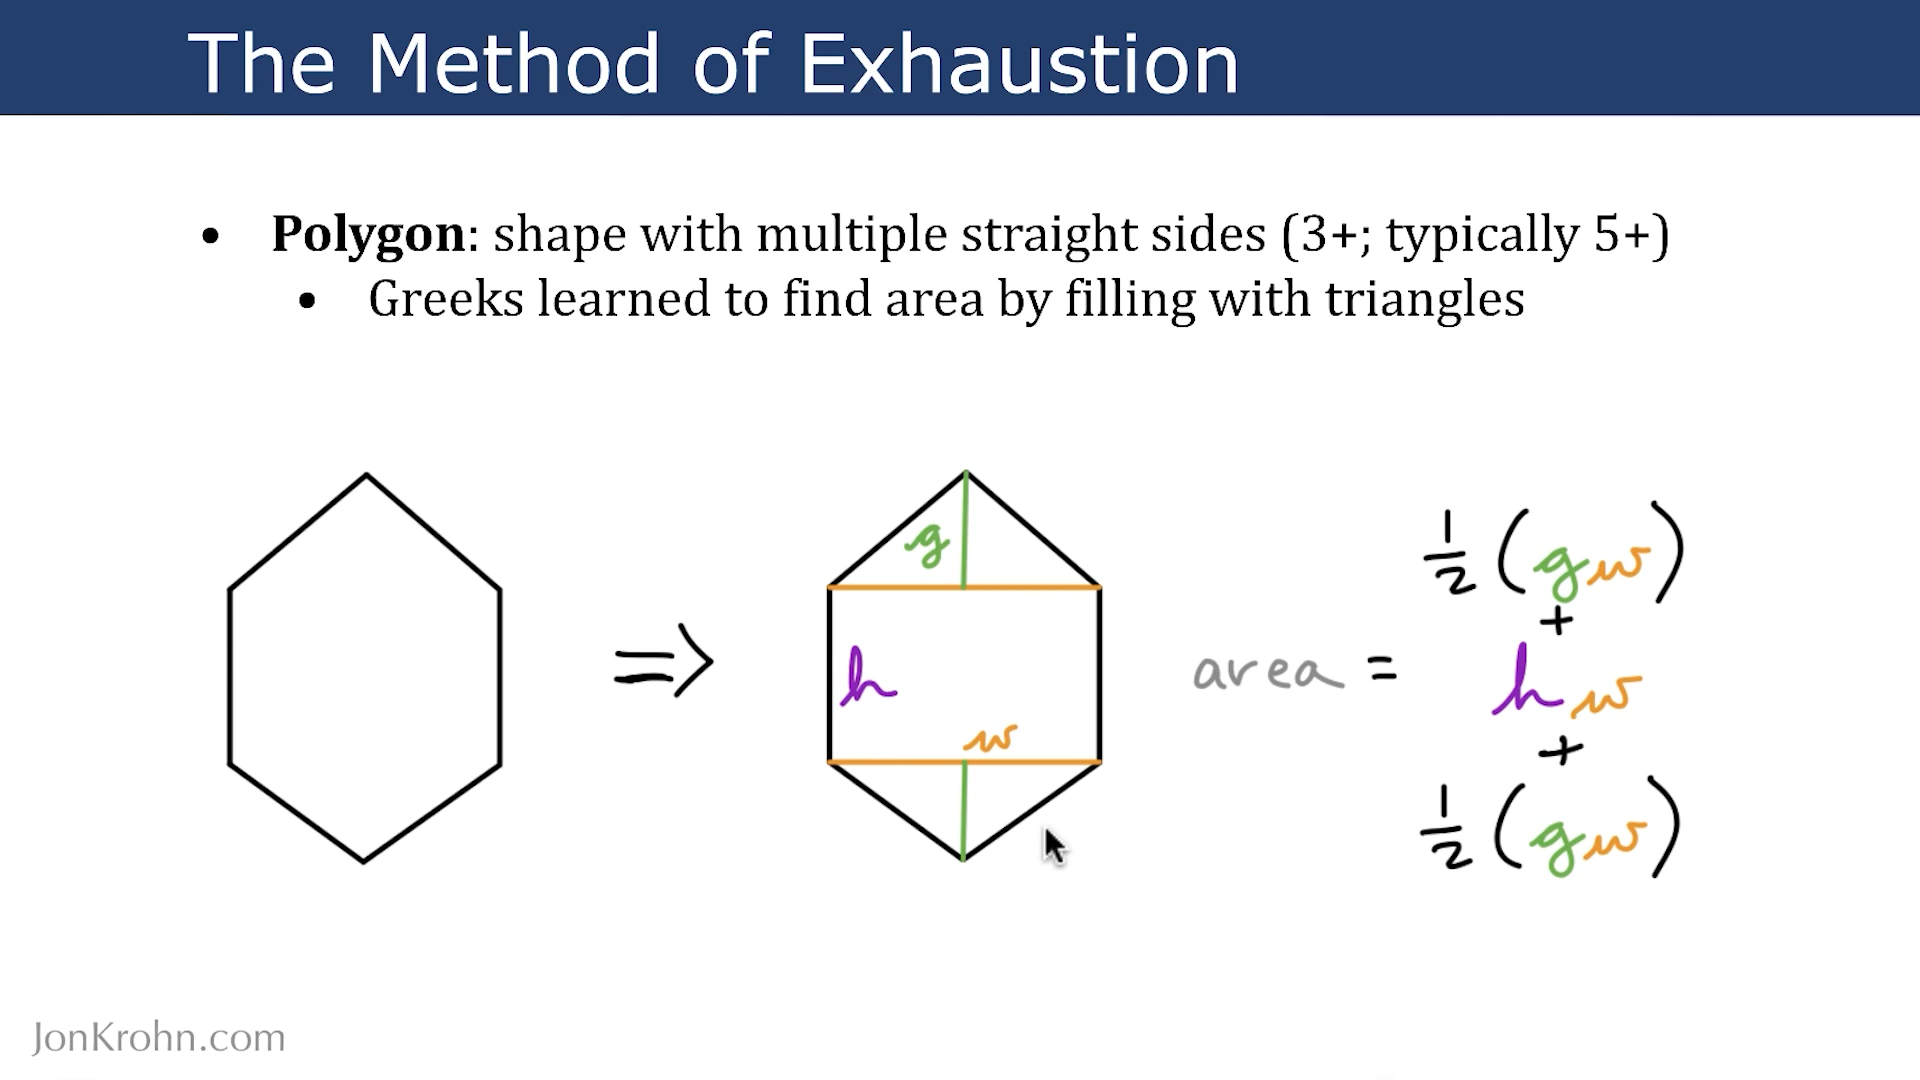 The Method of Exhaustion
• Polygon: shape with multiple straight sides (3+; typically 5+)
• Greeks learned to find area by filling with triangles
g
h
w
⇒
area =
1/2 (gw)
+
hw
+
1/2 (gw)
JonKrohn.com